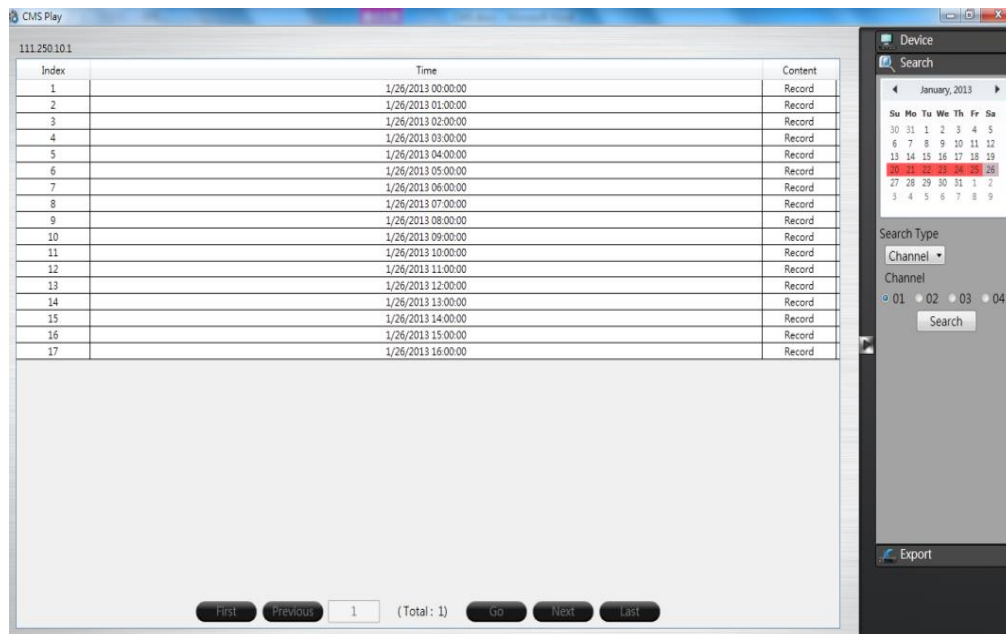 CMS Play
111.250.10.1
Index Time Content
1 1/26/2013 00:00:00 Record
2 1/26/2013 01:00:00 Record
3 1/26/2013 02:00:00 Record
4 1/26/2013 03:00:00 Record
5 1/26/2013 04:00:00 Record
6 1/26/2013 05:00:00 Record
7 1/26/2013 06:00:00 Record
8 1/26/2013 07:00:00 Record
9 1/26/2013 08:00:00 Record
10 1/26/2013 09:00:00 Record
11 1/26/2013 10:00:00 Record
12 1/26/2013 11:00:00 Record
13 1/26/2013 12:00:00 Record
14 1/26/2013 13:00:00 Record
15 1/26/2013 14:00:00 Record
16 1/26/2013 15:00:00 Record
17 1/26/2013 16:00:00 Record
First Previous 1 (Total: 1) Go Next Last
Device
Search
January, 2013
Su Mo Tu We Th Fr Sa
30 31 1 2 3 4 5
6 7 8 9 10 11 12
13 14 15 16 17 18 19
20 21 22 23 24 25 26
27 28 29 30 31 1 2
3 4 5 6 7 8 9
Search Type
Channel
Channel
01 02 03 04
Search
Export